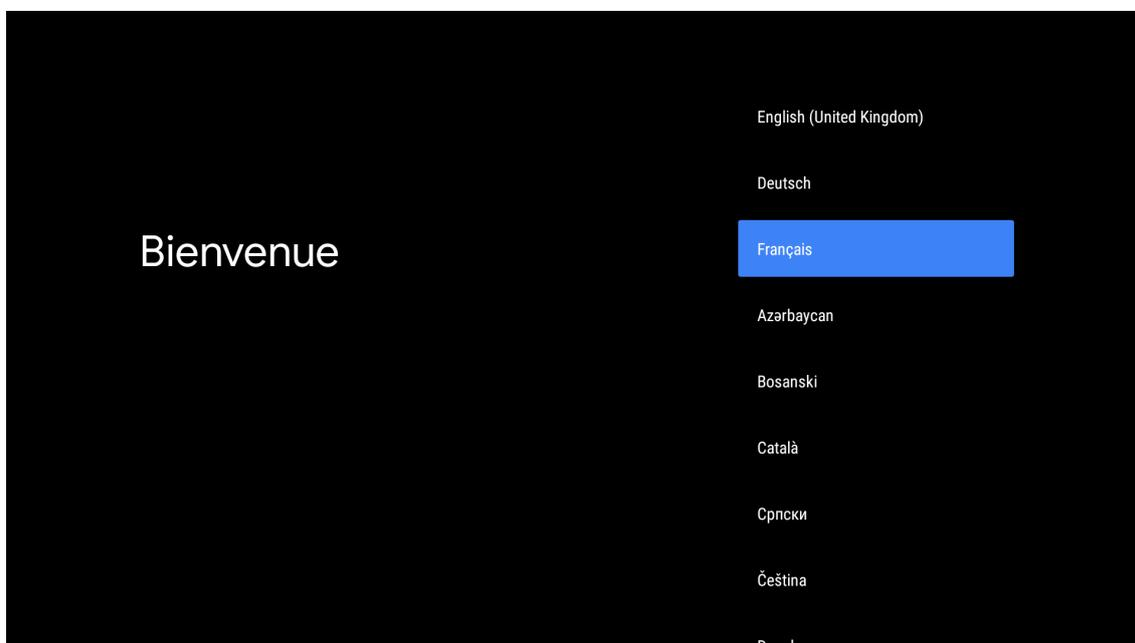 Bienvenue
English (United Kingdom)
Deutsch
Français
Azərbaycan
Bosanski
Català
Српски
Čeština